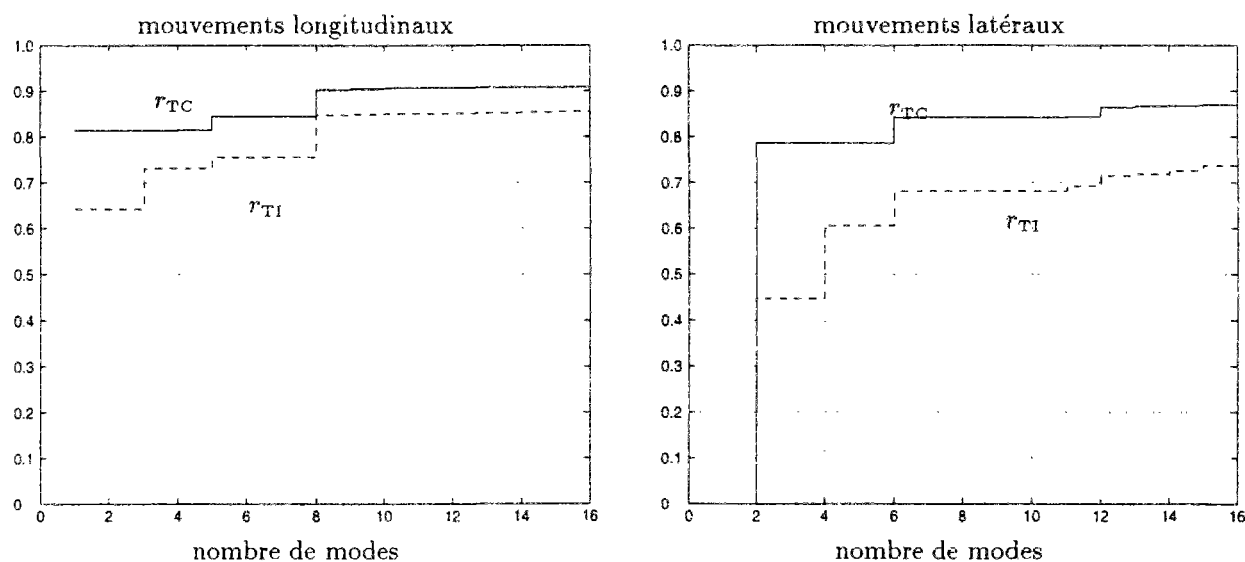 mouvements longitudinaux
1.0
0.9
0.8
0.7
0.6
0.5
0.4
0.3
0.2
0.1
0
r_TC
r_TI
0 2 4 6 8 10 12 14 16
nombre de modes
mouvements latéraux
1.0
0.9
0.8
0.7
0.6
0.5
0.4
0.3
0.2
0.1
0
r_TC
r_TI
0 2 4 6 8 10 12 14 16
nombre de modes